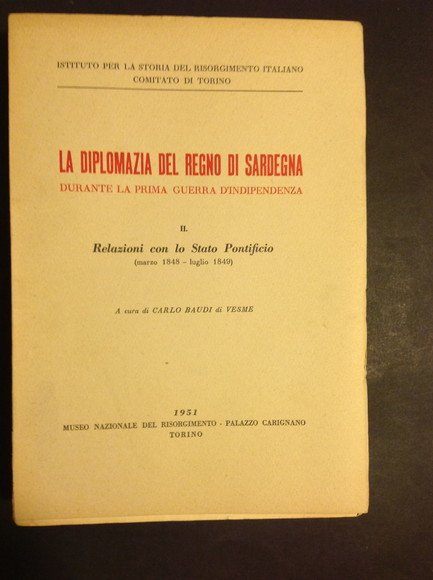 ISTITUTO PER LA STORIA DEL RISORGIMENTO ITALIANO
COMITATO DI TORINO
LA DIPLOMAZIA DEL REGNO DI SARDEGNA
DURANTE LA PRIMA GUERRA D'INDIPENDENZA
II.
Relazioni con lo Stato Pontificio
(marzo 1848 - luglio 1849)
A cura di CARLO BAUDI di VESME
1951
MUSEO NAZIONALE DEL RISORGIMENTO - PALAZZO CARIGNANO
TORINO